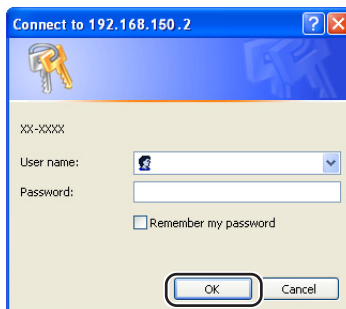 Connect to 192.168.150.2
XX-XXXX
User name:
Password:
Remember my password
OK
Cancel